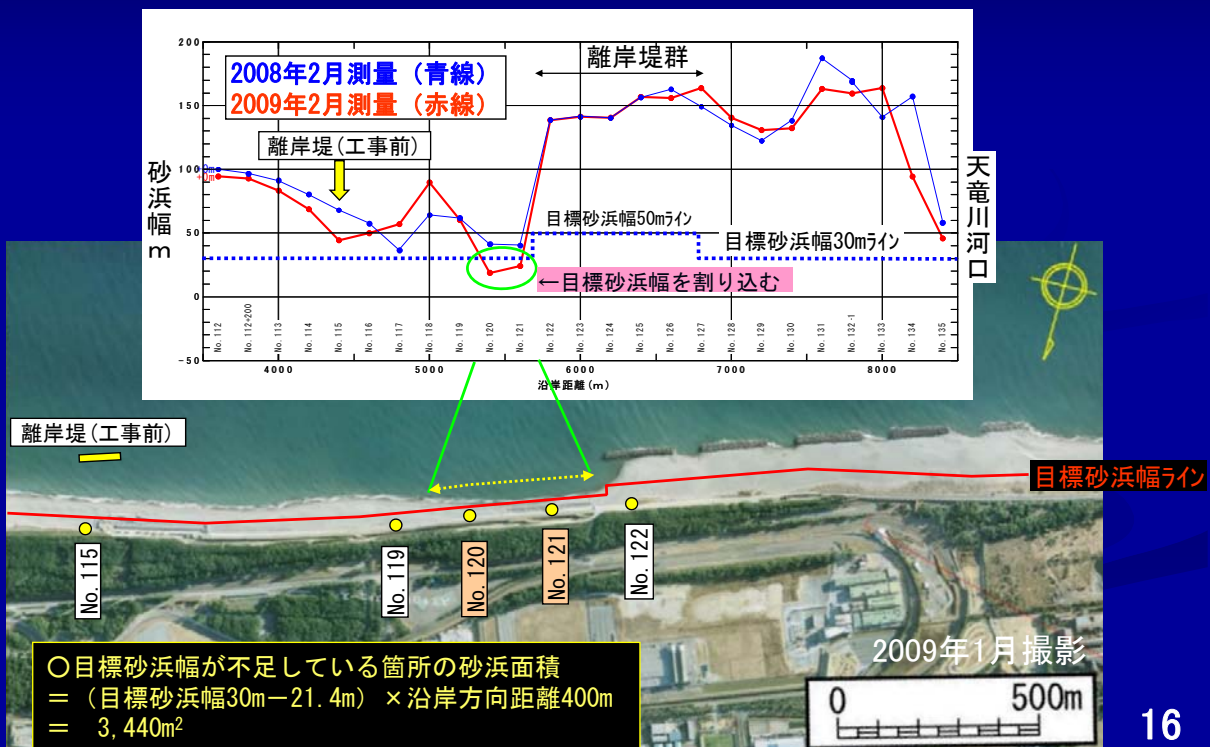 200
150
100
50
0
-50
2008年2月測量（青線）
2009年2月測量（赤線）
離岸堤群
離岸堤(工事前)
砂浜幅m
天竜川河口
+0m
目標砂浜幅50mライン
目標砂浜幅30mライン
←目標砂浜幅を割り込む
No. 112
No. 112+200
No. 113
No. 114
No. 115
No. 116
No. 117
No. 118
No. 119
No. 120
No. 121
No. 122
No. 123
No. 124
No. 125
No. 126
No. 127
No. 128
No. 129
No. 130
No. 131
No. 132-1
No. 133
No. 134
No. 135
4000 5000 6000 7000 8000
沿岸距離(m)
離岸堤(工事前)
目標砂浜幅ライン
No. 115
No. 119
No. 120
No. 121
No. 122
2009年1月撮影
0 500m
〇目標砂浜幅が不足している箇所の砂浜面積
＝（目標砂浜幅30m－21.4m）×沿岸方向距離400m
＝ 3,440m²
16